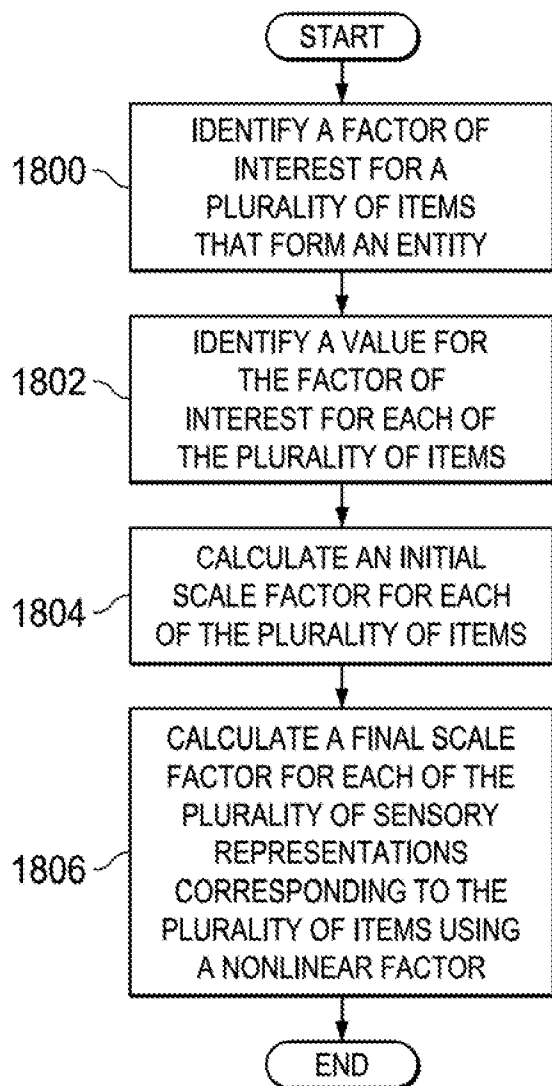 START
1800
IDENTIFY A FACTOR OF
INTEREST FOR A
PLURALITY OF ITEMS
THAT FORM AN ENTITY
1802
IDENTIFY A VALUE FOR
THE FACTOR OF
INTEREST FOR EACH OF
THE PLURALITY OF ITEMS
1804
CALCULATE AN INITIAL
SCALE FACTOR FOR EACH
OF THE PLURALITY OF ITEMS
1806
CALCULATE A FINAL SCALE
FACTOR FOR EACH OF THE
PLURALITY OF SENSORY
REPRESENTATIONS
CORRESPONDING TO THE
PLURALITY OF ITEMS USING
A NONLINEAR FACTOR
END